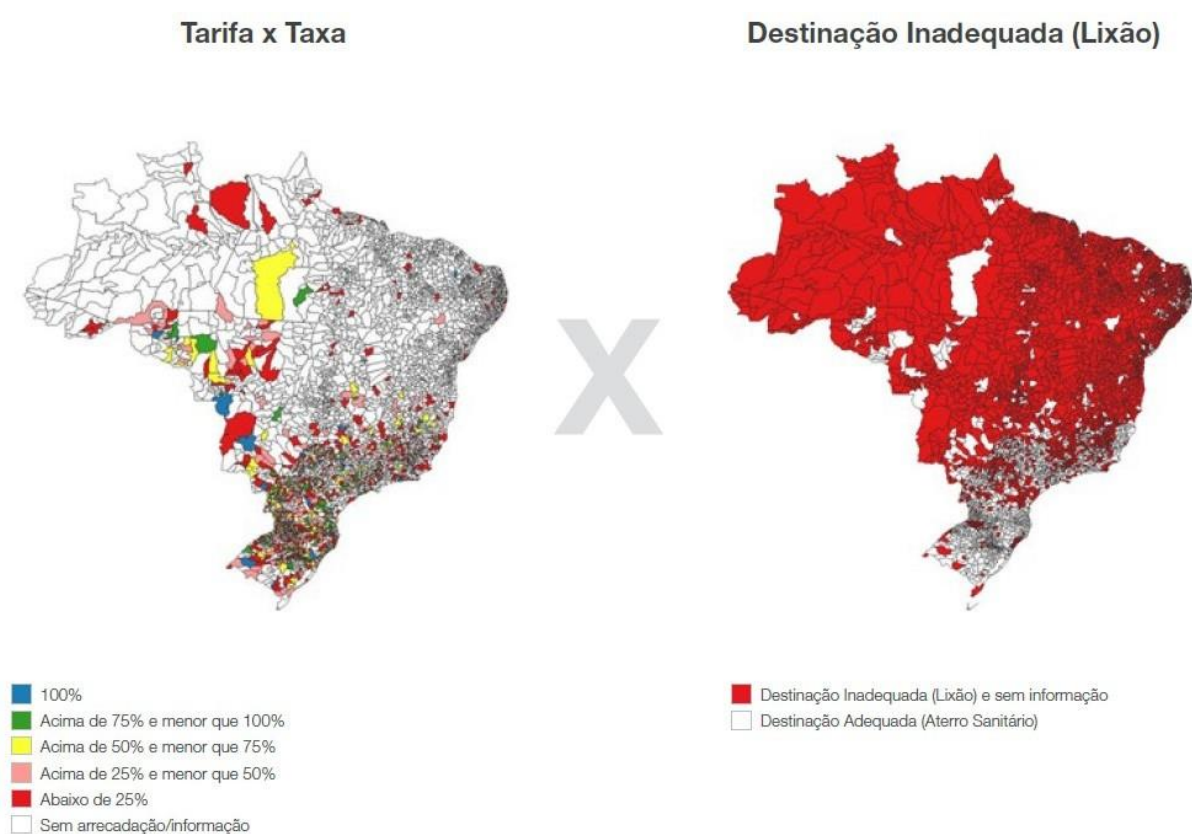 Tarifa x Taxa
Destinação Inadequada (Lixão)
X
100%
Acima de 75% e menor que 100%
Acima de 50% e menor que 75%
Acima de 25% e menor que 50%
Abaixo de 25%
Sem arrecadação/informação
Destinação Inadequada (Lixão) e sem informação
Destinação Adequada (Aterro Sanitário)